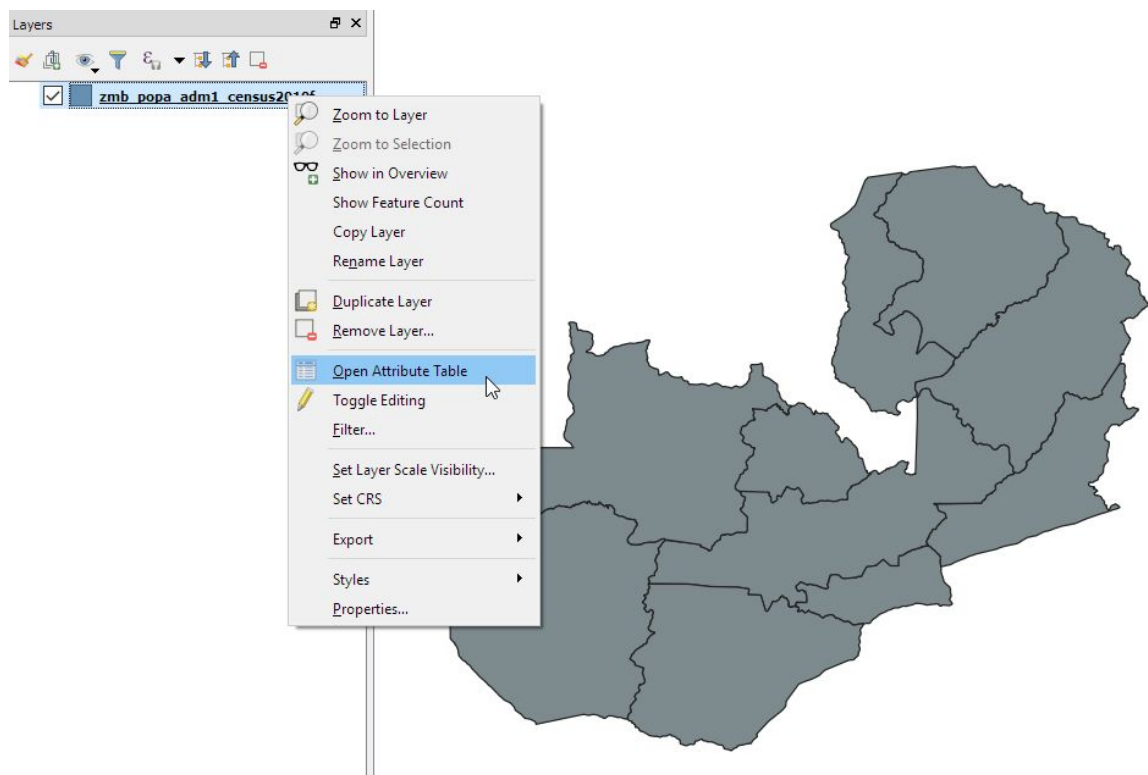 Layers
zmb_popa_adm1_census2010f
Zoom to Layer
Zoom to Selection
Show in Overview
Show Feature Count
Copy Layer
Rename Layer
Duplicate Layer
Remove Layer...
Open Attribute Table
Toggle Editing
Filter...
Set Layer Scale Visibility...
Set CRS
Export
Styles
Properties...